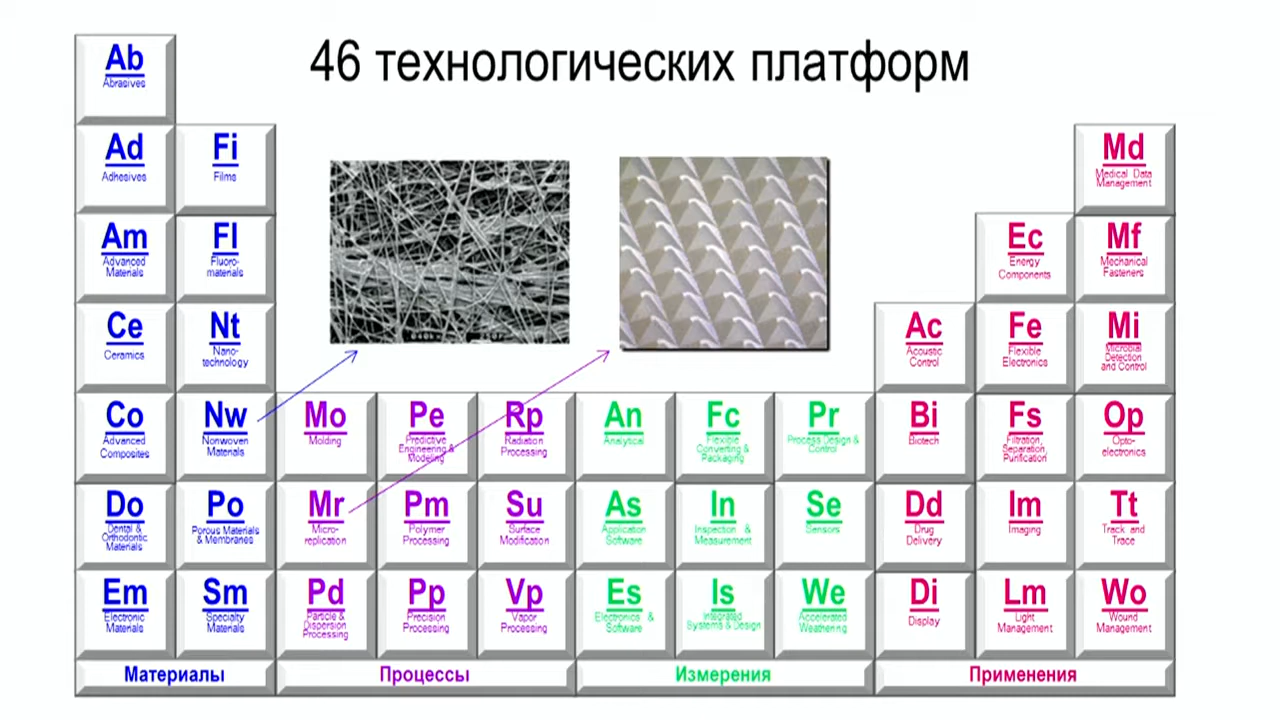 46 технологических платформ
Ab
Abrasives
Ad
Adhesives
Fi
Films
Md
Medical Data
Management
Am
Advanced
Materials
Fl
Fluoro-
materials
Ec
Energy
Components
Mf
Mechanical
Fasteners
Ce
Ceramics
Nt
Nano-
technology
Ac
Acoustic
Control
Fe
Flexible
Electronics
Mi
Microbial
Detection
and Control
Co
Advanced
Composites
Nw
Nonwoven
Materials
Mo
Molding
Pe
Predictive
Engineering &
Modeling
Rp
Radiation
Processing
An
Analytical
Fc
Flexible
Converting &
Packaging
Pr
Process Design &
Control
Bi
Biotech
Fs
Filtration,
Separation,
Purification
Op
Opto-
electronics
Do
Dental &
Orthodontic
Materials
Po
Porous Materials
& Membranes
Mr
Micro-
replication
Pm
Polymer
Processing
Su
Surface
Modification
As
Application
Software
In
Inspection &
Measurement
Se
Sensors
Dd
Drug
Delivery
Im
Imaging
Tt
Track and
Trace
Em
Electronic
Materials
Sm
Specialty
Materials
Pd
Particle &
Dispersion
Processing
Pp
Precision
Processing
Vp
Vapor
Processing
Es
Electronics &
Software
Is
Integrated
Systems & Design
We
Accelerated
Weathering
Di
Display
Lm
Light
Management
Wo
Wound
Management
Материалы
Процессы
Измерения
Применения